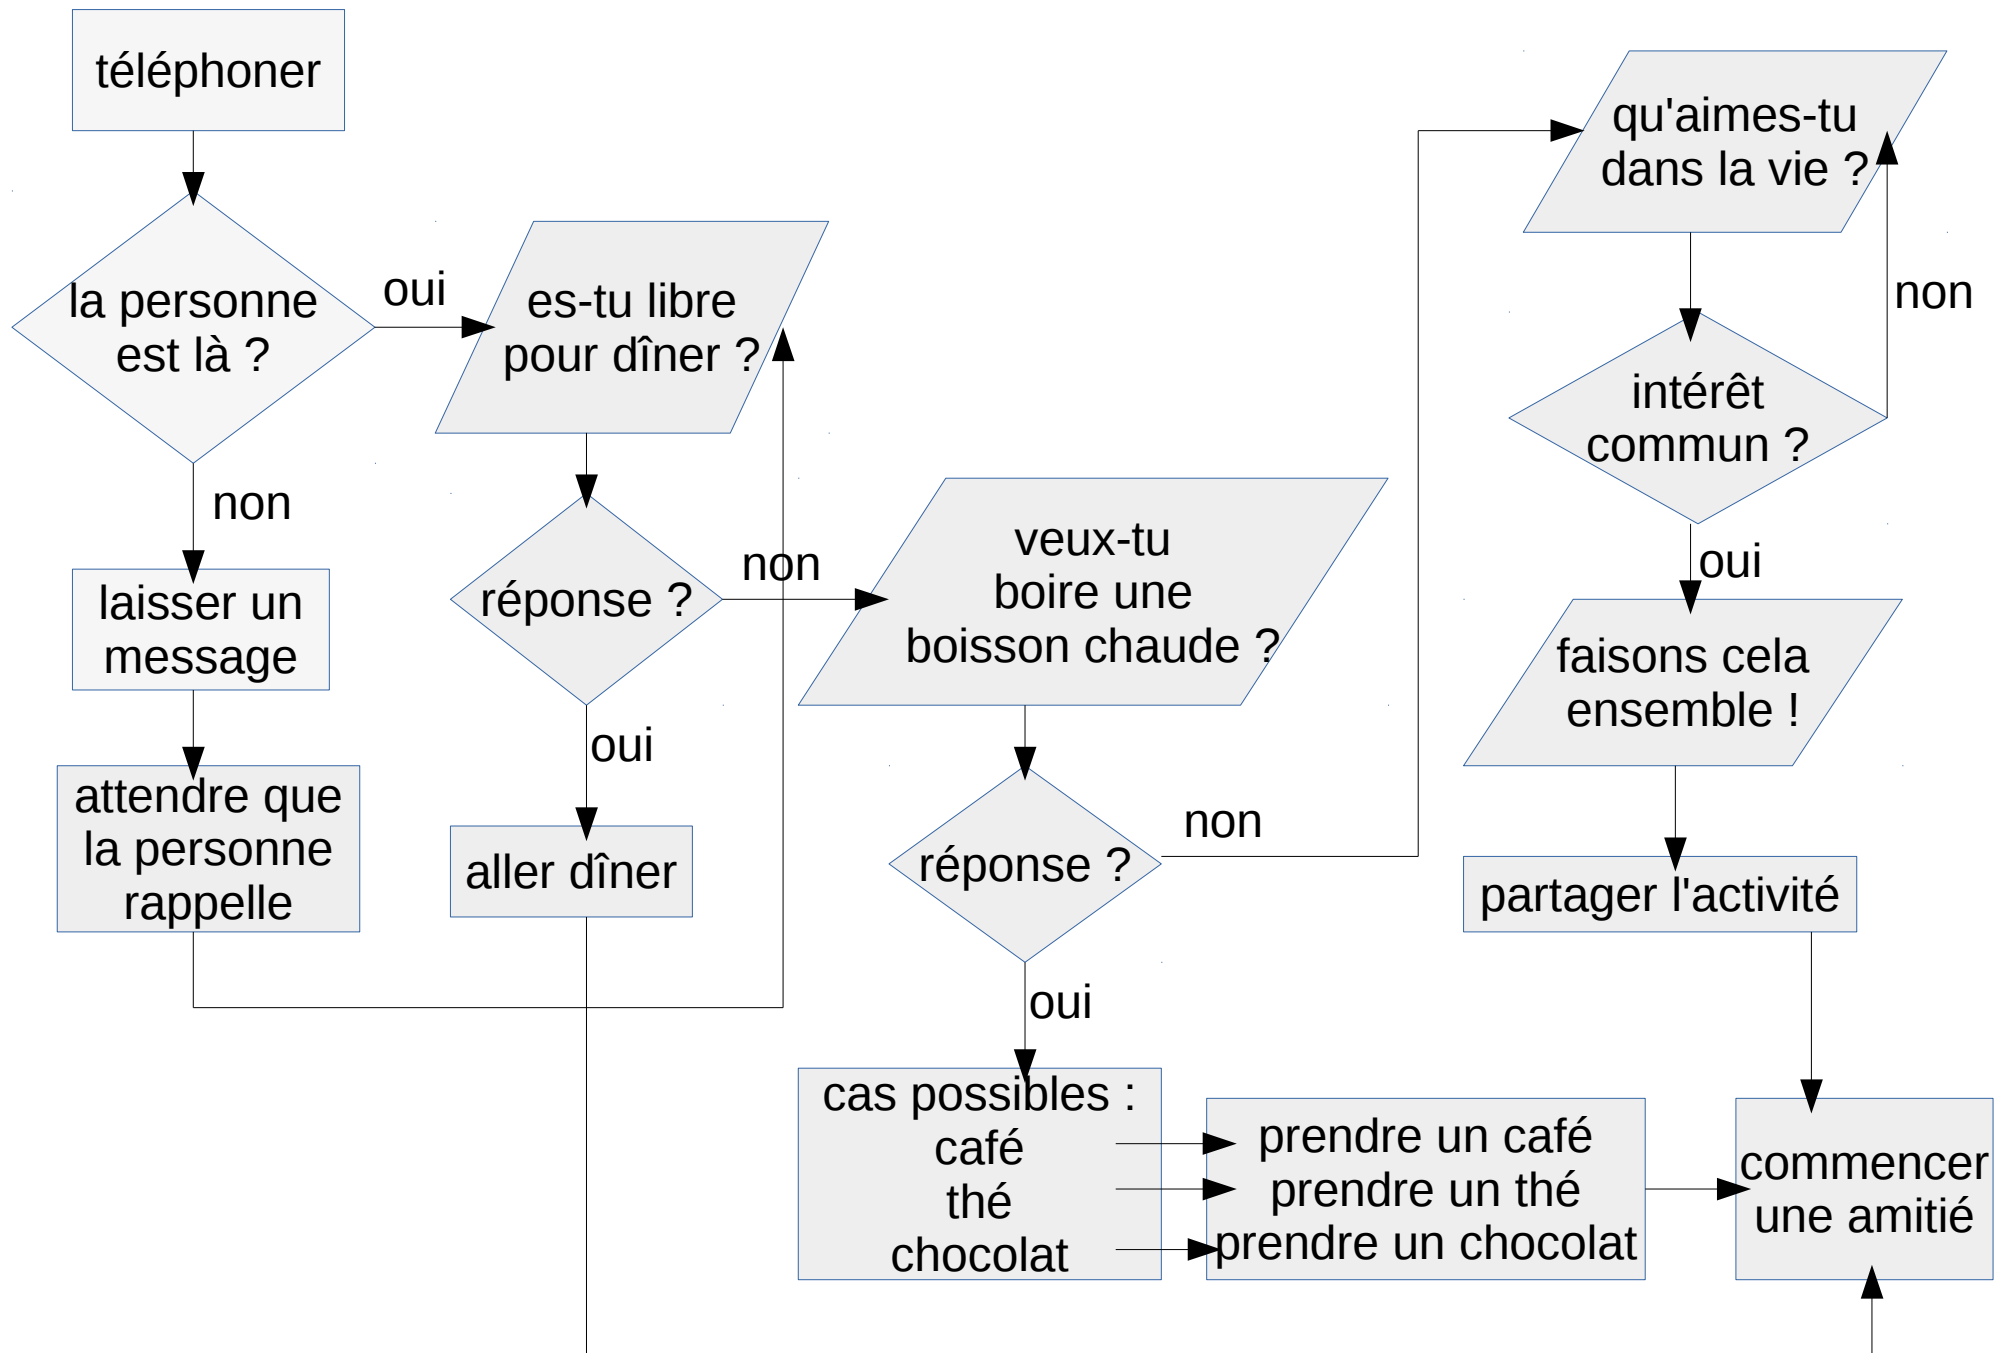 téléphoner
la personne
est là ?
oui
non
laisser un
message
attendre que
la personne
rappelle
es-tu libre
pour dîner ?
réponse ?
non
oui
aller dîner
veux-tu
boire une
boisson chaude ?
réponse ?
non
oui
cas possibles :
café
thé
chocolat
prendre un café
prendre un thé
prendre un chocolat
qu'aimes-tu
dans la vie ?
non
intérêt
commun ?
oui
faisons cela
ensemble !
partager l'activité
commencer
une amitié